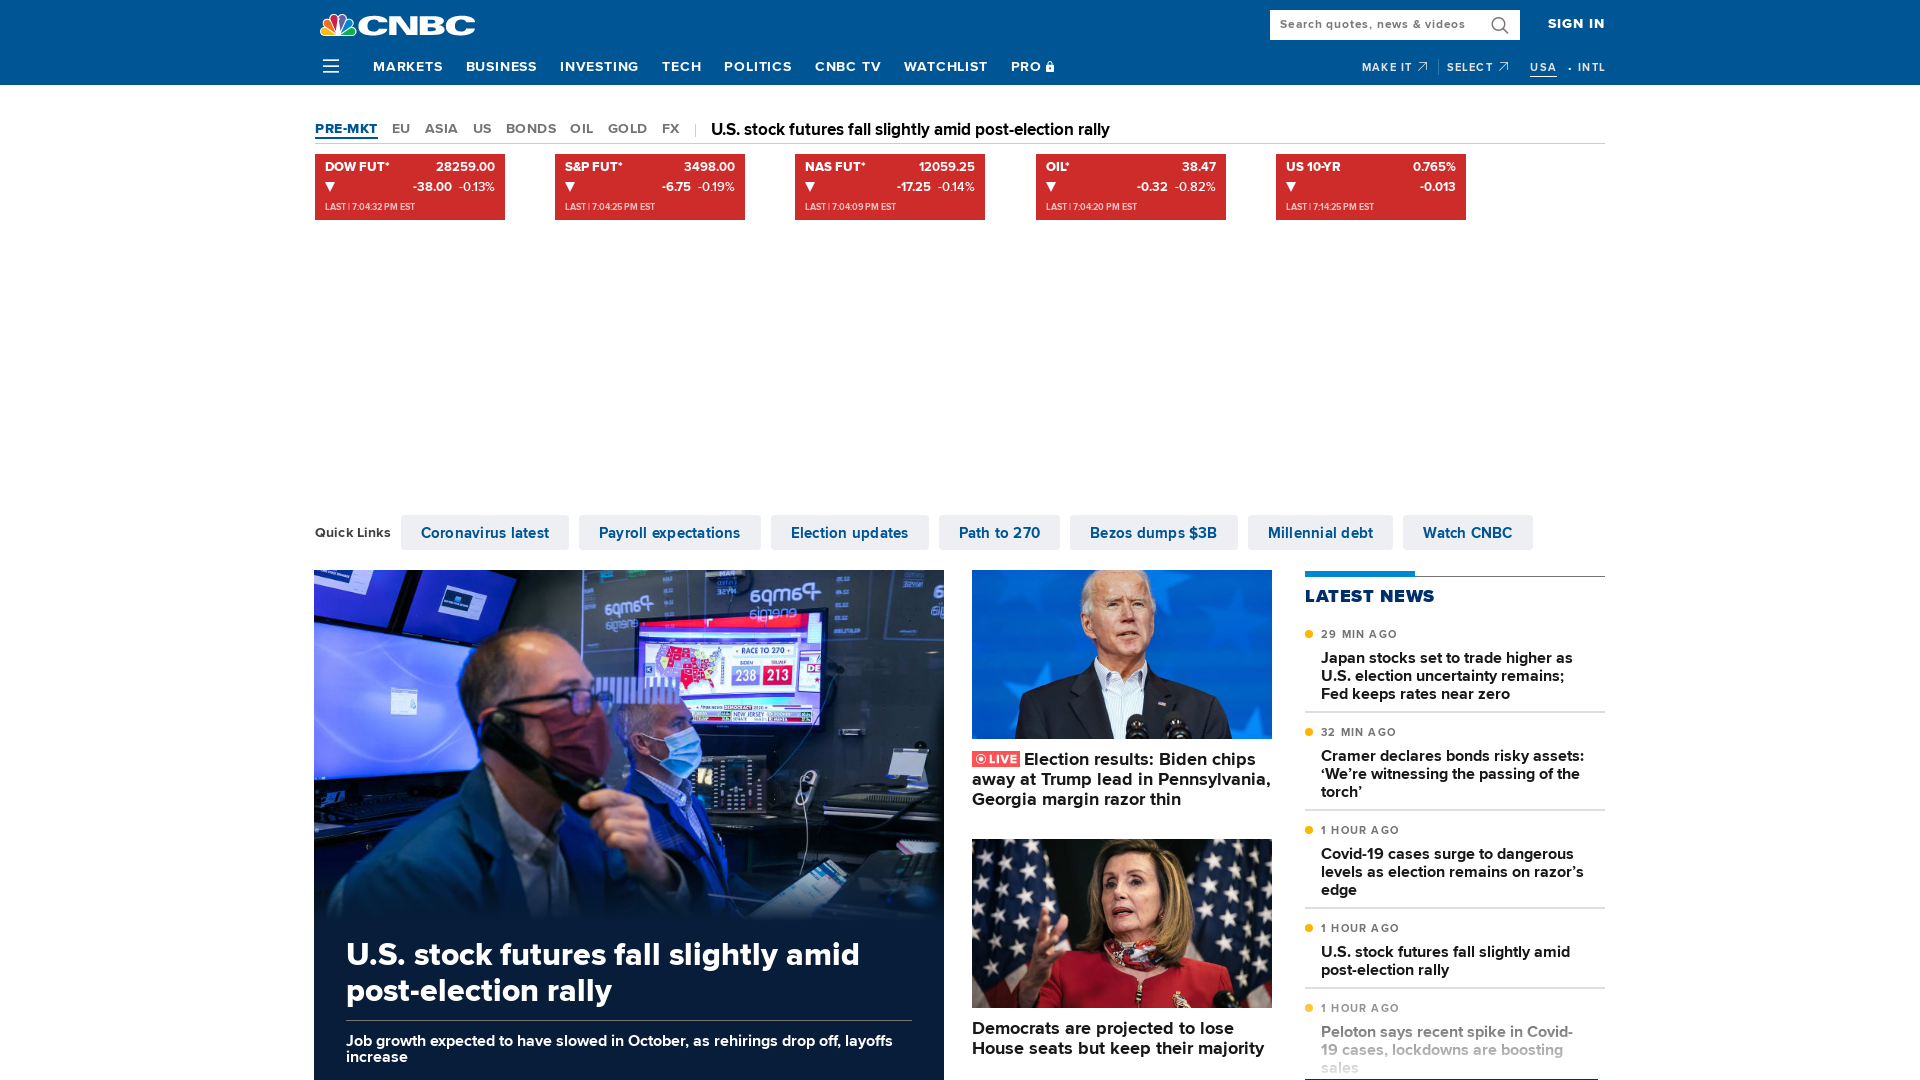 CNBC
Search quotes, news & videos
SIGN IN
MARKETS BUSINESS INVESTING TECH POLITICS CNBC TV WATCHLIST PRO
MAKE IT SELECT USA • INTL
PRE-MKT EU ASIA US BONDS OIL GOLD FX U.S. stock futures fall slightly amid post-election rally
DOW FUT* 28259.00
▼ -38.00 -0.13%
LAST | 7:04:32 PM EST
S&P FUT* 3498.00
▼ -6.75 -0.19%
LAST | 7:04:25 PM EST
NAS FUT* 12059.25
▼ -17.25 -0.14%
LAST | 7:04:09 PM EST
OIL* 38.47
▼ -0.32 -0.82%
LAST | 7:04:20 PM EST
US 10-YR 0.765%
▼ -0.013
LAST | 7:14:25 PM EST
Quick Links Coronavirus latest Payroll expectations Election updates Path to 270 Bezos dumps $3B Millennial debt Watch CNBC
Pampa
energia
Pampa
energia
RACE TO 270
BIDEN TRUMP
238 213
NEW JERSEY
U.S. stock futures fall slightly amid
post-election rally
Job growth expected to have slowed in October, as rehirings drop off, layoffs
increase
LIVE Election results: Biden chips
away at Trump lead in Pennsylvania,
Georgia margin razor thin
Democrats are projected to lose
House seats but keep their majority
LATEST NEWS
29 MIN AGO
Japan stocks set to trade higher as
U.S. election uncertainty remains;
Fed keeps rates near zero
32 MIN AGO
Cramer declares bonds risky assets:
‘We’re witnessing the passing of the
torch’
1 HOUR AGO
Covid-19 cases surge to dangerous
levels as election remains on razor’s
edge
1 HOUR AGO
U.S. stock futures fall slightly amid
post-election rally
1 HOUR AGO
Peloton says recent spike in Covid-
19 cases, lockdowns are boosting
sales